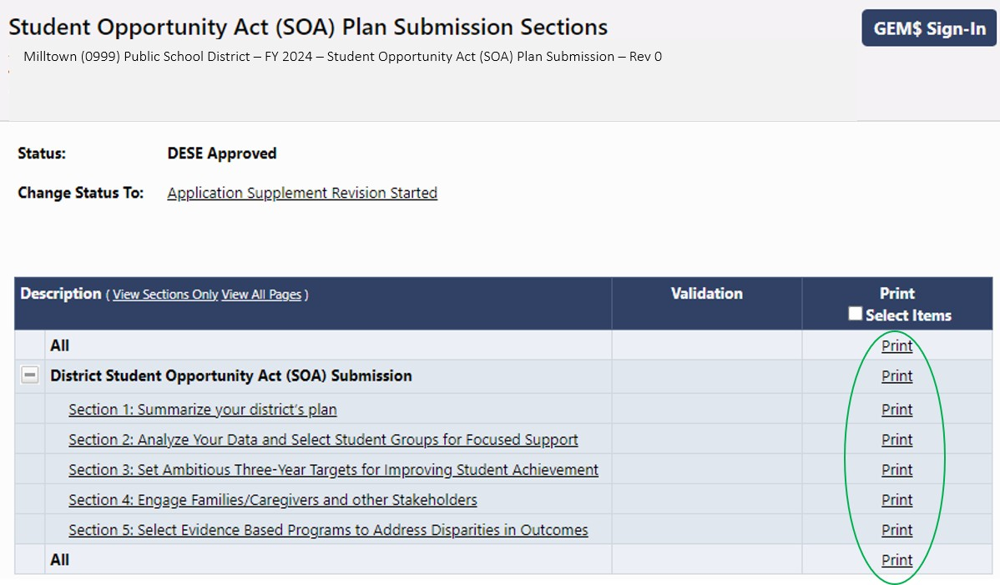 Student Opportunity Act (SOA) Plan Submission Sections
GEM$ Sign-In
Milltown (0999) Public School District – FY 2024 – Student Opportunity Act (SOA) Plan Submission – Rev 0
Status: DESE Approved
Change Status To: Application Supplement Revision Started
Description ( View Sections Only View All Pages ) Validation Print
Select Items
All Print
District Student Opportunity Act (SOA) Submission Print
Section 1: Summarize your district's plan Print
Section 2: Analyze Your Data and Select Student Groups for Focused Support Print
Section 3: Set Ambitious Three-Year Targets for Improving Student Achievement Print
Section 4: Engage Families/Caregivers and other Stakeholders Print
Section 5: Select Evidence Based Programs to Address Disparities in Outcomes Print
All Print